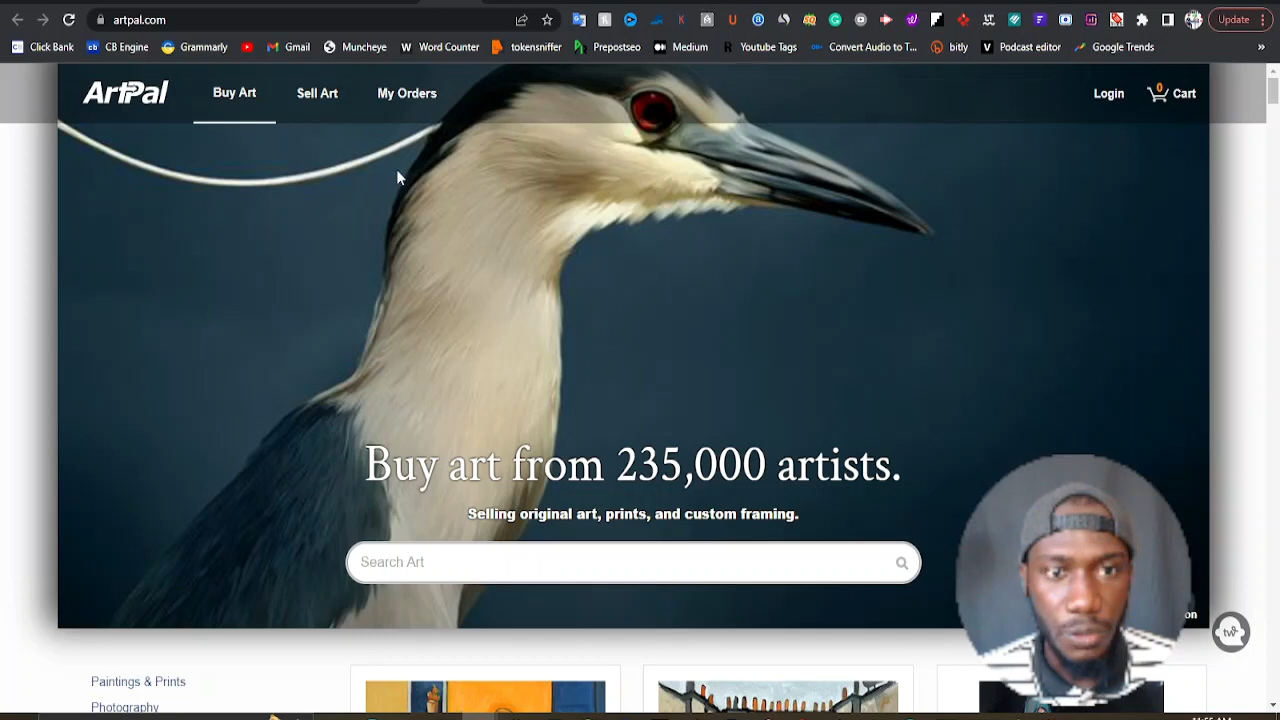 artpal.com
Update
Click Bank
CB Engine
Grammarly
Gmail
Muncheye
Word Counter
tokensniffer
Prepostseo
Medium
Youtube Tags
Convert Audio to T...
bitly
Podcast editor
Google Trends
»
ArtPal
Buy Art
Sell Art
My Orders
Login
0
Cart
Buy art from 235,000 artists.
Selling original art, prints, and custom framing.
Search Art
on
Paintings & Prints
Photography